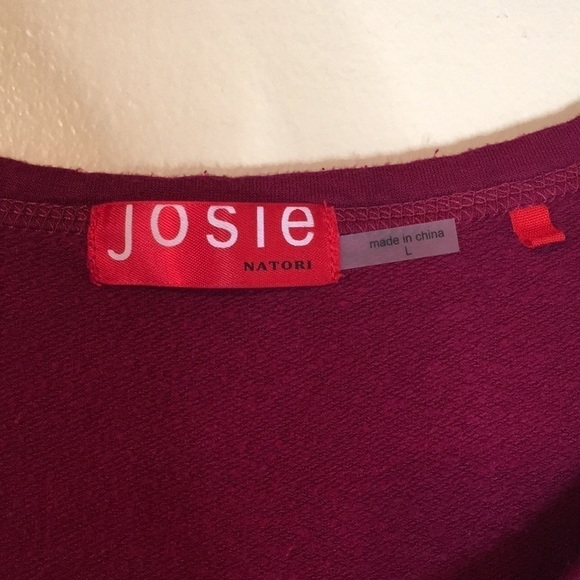 josie
NATORI
made in china
L